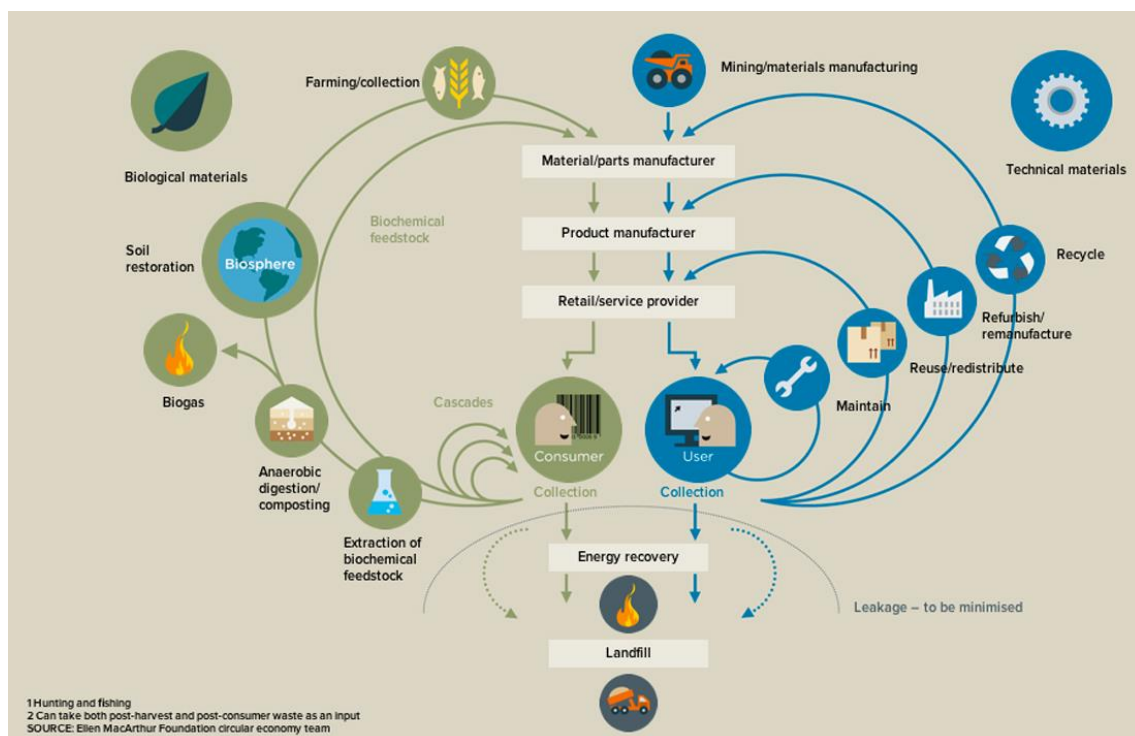 Farming/collection
Mining/materials manufacturing
Biological materials
Technical materials
Material/parts manufacturer
Biochemical
feedstock
Product manufacturer
Soil
restoration
Biosphere
Recycle
Retail/service provider
Refurbish/
remanufacture
Reuse/redistribute
Biogas
Maintain
Cascades
Consumer
User
Anaerobic
digestion/
composting
Collection
Collection
Extraction of
biochemical
feedstock
Energy recovery
Leakage – to be minimised
Landfill
1 Hunting and fishing
2 Can take both post-harvest and post-consumer waste as an input
SOURCE: Ellen MacArthur Foundation circular economy team